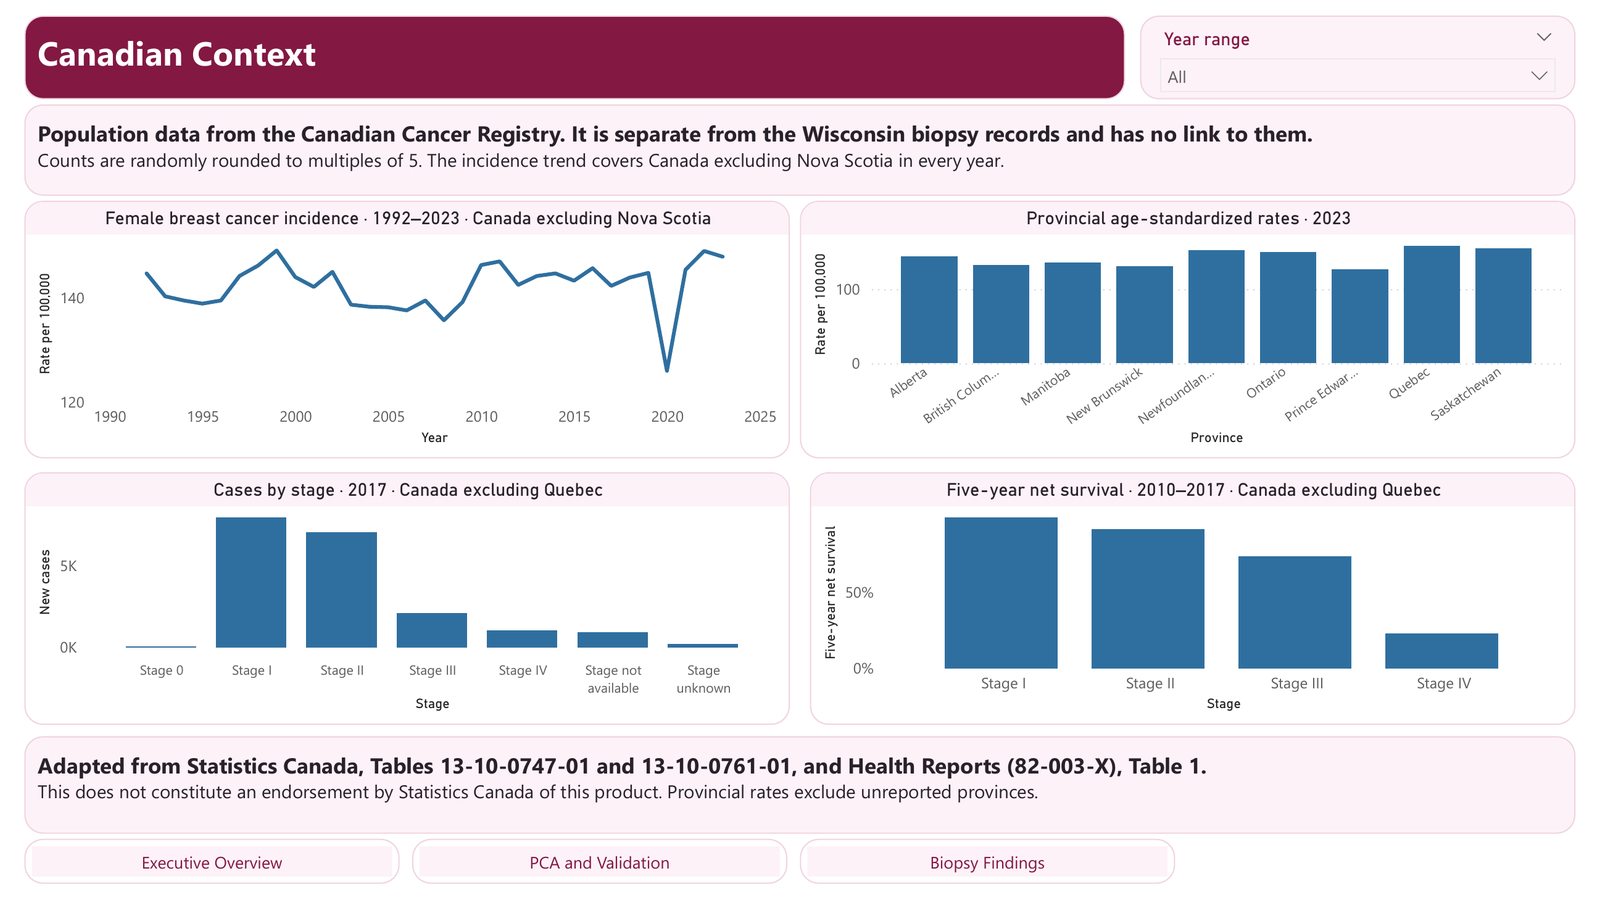 Canadian Context
Year range
All
Population data from the Canadian Cancer Registry. It is separate from the Wisconsin biopsy records and has no link to them.
Counts are randomly rounded to multiples of 5. The incidence trend covers Canada excluding Nova Scotia in every year.
Female breast cancer incidence · 1992–2023 · Canada excluding Nova Scotia
Rate per 100,000
140
120
1990 1995 2000 2005 2010 2015 2020 2025
Year
Provincial age-standardized rates · 2023
Rate per 100,000
100
0
Alberta
British Colum...
Manitoba
New Brunswick
Newfoundlan...
Ontario
Prince Edwar...
Quebec
Saskatchewan
Province
Cases by stage · 2017 · Canada excluding Quebec
New cases
5K
0K
Stage 0 Stage I Stage II Stage III Stage IV Stage not available Stage unknown
Stage
Five-year net survival · 2010–2017 · Canada excluding Quebec
Five-year net survival
50%
0%
Stage I Stage II Stage III Stage IV
Stage
Adapted from Statistics Canada, Tables 13-10-0747-01 and 13-10-0761-01, and Health Reports (82-003-X), Table 1.
This does not constitute an endorsement by Statistics Canada of this product. Provincial rates exclude unreported provinces.
Executive Overview
PCA and Validation
Biopsy Findings